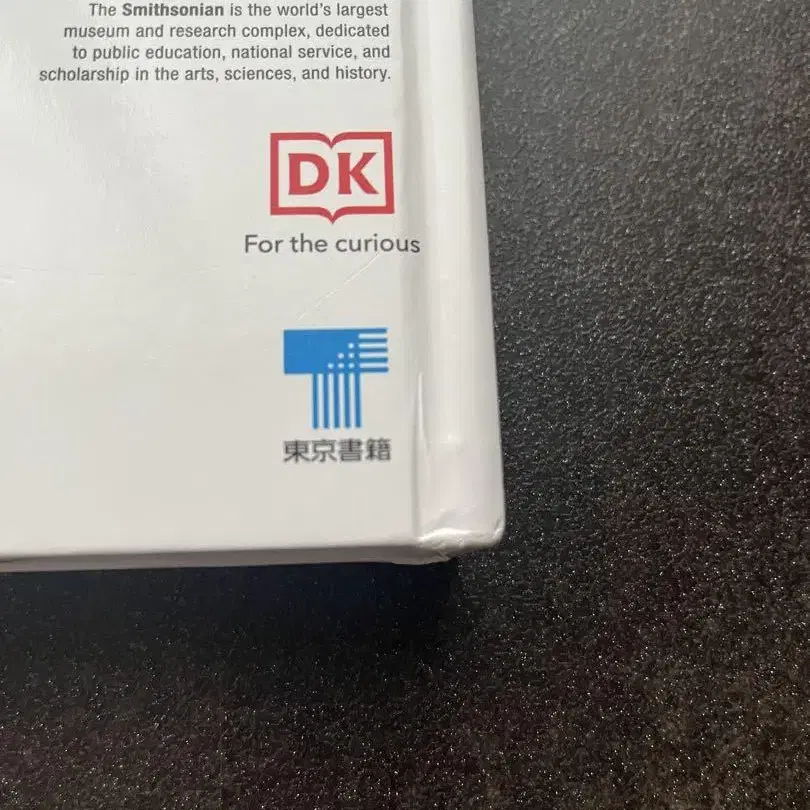 The Smithsonian is the world's largest
museum and research complex, dedicated
to public education, national service, and
scholarship in the arts, sciences, and history.
DK
For the curious
東京書籍